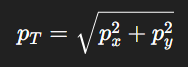 p_T = \sqrt{p_x^2 + p_y^2}